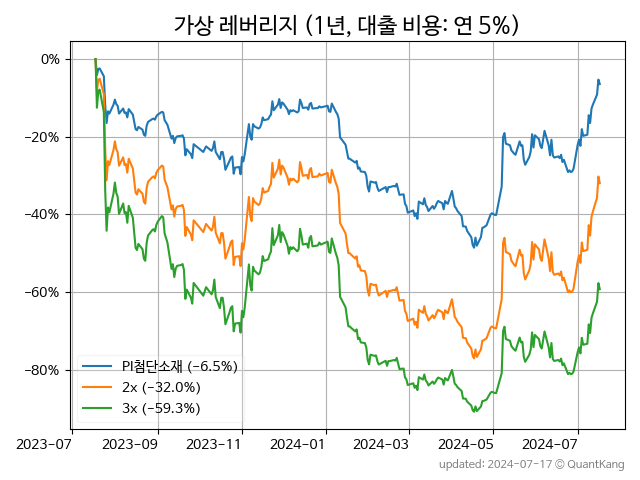 가상 레버리지 (1년, 대출 비용: 연 5%)
0%
−20%
−40%
−60%
−80%
PI첨단소재 (−6.5%)
2x (−32.0%)
3x (−59.3%)
2023-07 2023-09 2023-11 2024-01 2024-03 2024-05 2024-07
updated: 2024-07-17 © QuantKang